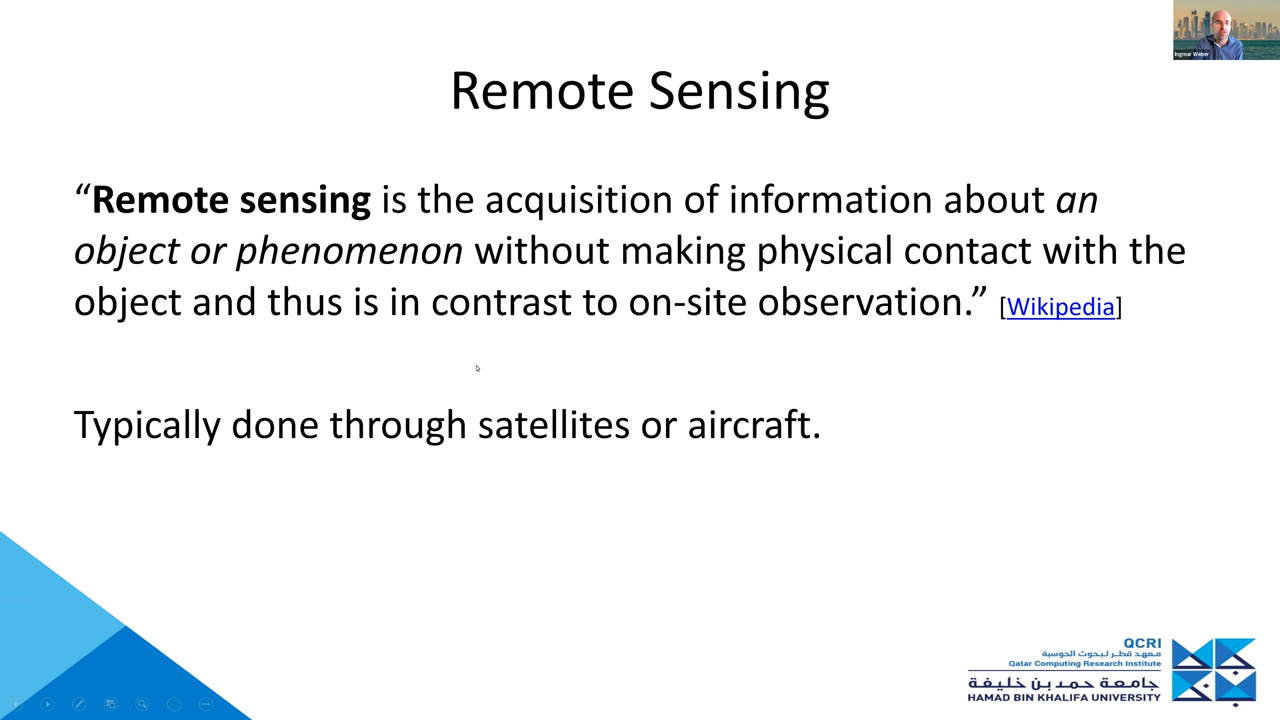 Ingmar Weber
Remote Sensing
“Remote sensing is the acquisition of information about an
object or phenomenon without making physical contact with the
object and thus is in contrast to on-site observation.” [Wikipedia]
Typically done through satellites or aircraft.
QCRI
معهد قطر لبحوث الحوسبة
Qatar Computing Research Institute
جامعة حمد بن خليفة
HAMAD BIN KHALIFA UNIVERSITY